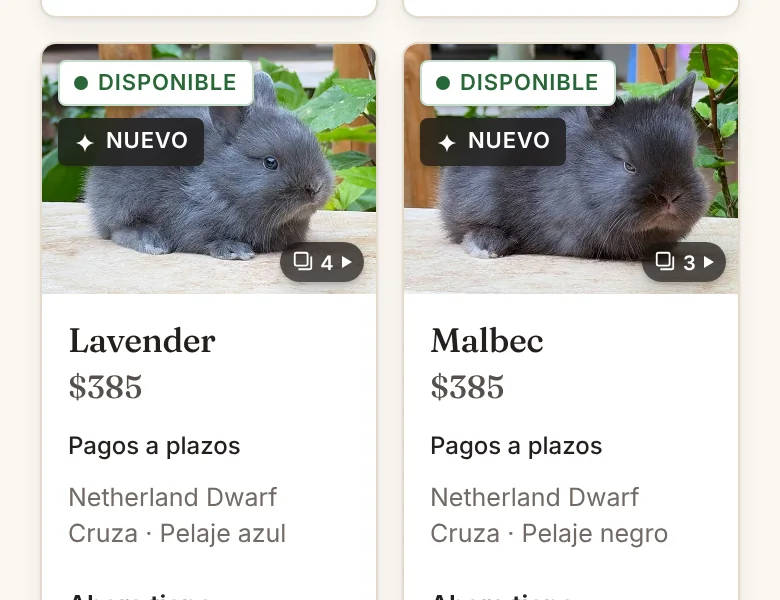 DISPONIBLE
NUEVO
4
Lavender
$385
Pagos a plazos
Netherland Dwarf
Cruza · Pelaje azul
DISPONIBLE
NUEVO
3
Malbec
$385
Pagos a plazos
Netherland Dwarf
Cruza · Pelaje negro